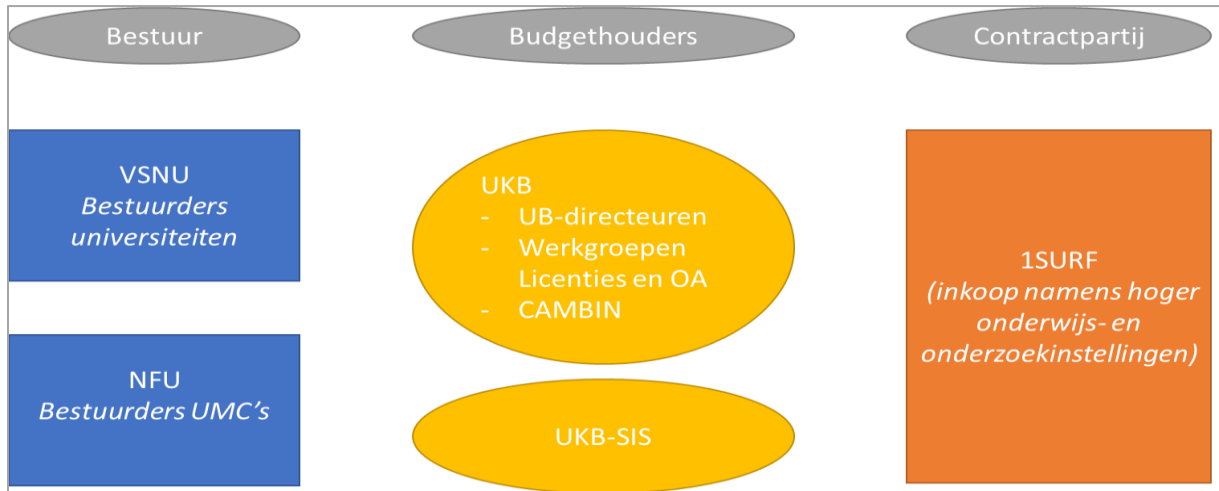 Bestuur
Budgethouders
Contractpartij
VSNU
Bestuurders
universiteiten
NFU
Bestuurders UMC's
UKB
- UB-directeuren
- Werkgroepen
Licenties en OA
- CAMBIN
UKB-SIS
1SURF
(inkoop namens hoger
onderwijs- en
onderzoekinstellingen)